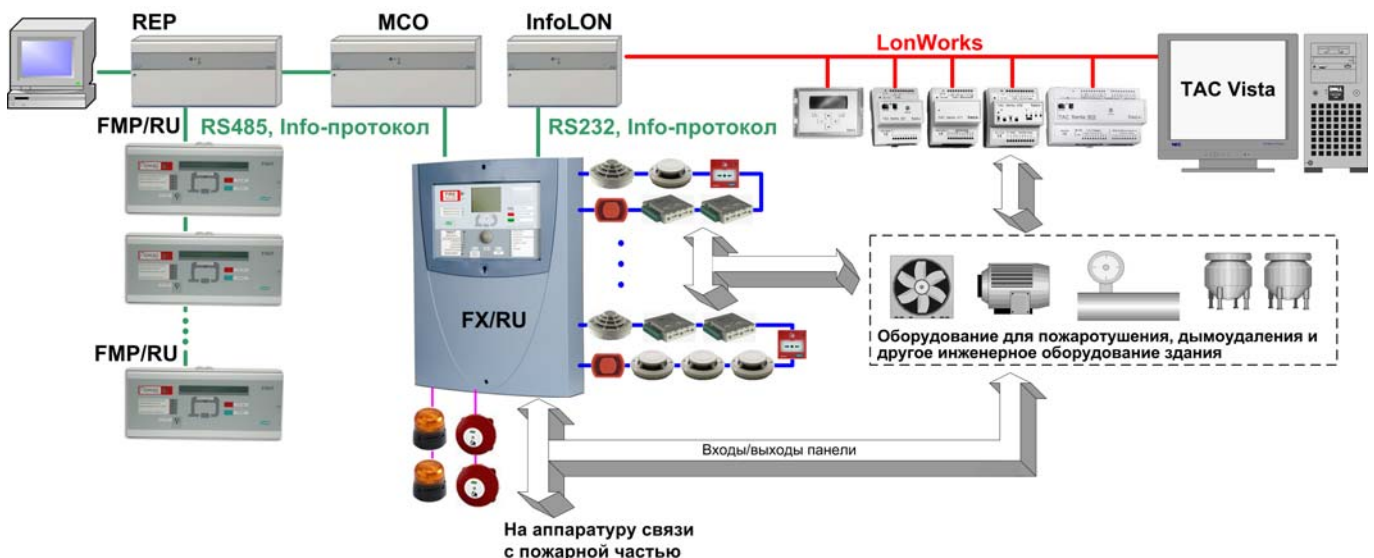 REP
MCO
InfoLON
LonWorks
TAC Vista
FMP/RU
RS485, Info-протокол
RS232, Info-протокол
FX/RU
FMP/RU
Оборудование для пожаротушения, дымоудаления и
другое инженерное оборудование здания
Входы/выходы панели
На аппаратуру связи
с пожарной частью